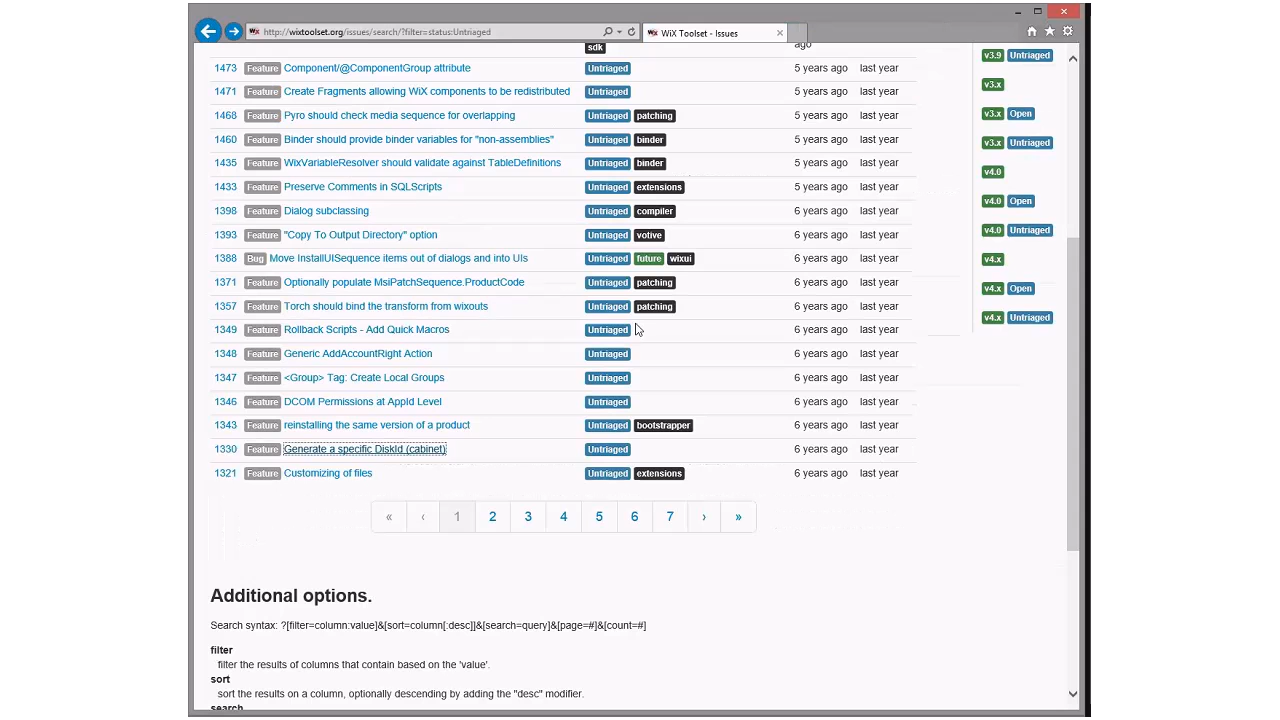 http://wixtoolset.org/issues/search/?filter=status:Untriaged
WiX Toolset - Issues
sdk ago
1473 Feature Component/@ComponentGroup attribute Untriaged 5 years ago last year
1471 Feature Create Fragments allowing WiX components to be redistributed Untriaged 5 years ago last year
1468 Feature Pyro should check media sequence for overlapping Untriaged patching 5 years ago last year
1460 Feature Binder should provide binder variables for "non-assemblies" Untriaged binder 5 years ago last year
1435 Feature WixVariableResolver should validate against TableDefinitions Untriaged binder 5 years ago last year
1433 Feature Preserve Comments in SQLScripts Untriaged extensions 5 years ago last year
1398 Feature Dialog subclassing Untriaged compiler 6 years ago last year
1393 Feature "Copy To Output Directory" option Untriaged votive 6 years ago last year
1388 Bug Move InstallUISequence items out of dialogs and into UIs Untriaged future wixui 6 years ago last year
1371 Feature Optionally populate MsiPatchSequence.ProductCode Untriaged patching 6 years ago last year
1357 Feature Torch should bind the transform from wixouts Untriaged patching 6 years ago last year
1349 Feature Rollback Scripts - Add Quick Macros Untriaged 6 years ago last year
1348 Feature Generic AddAccountRight Action Untriaged 6 years ago last year
1347 Feature <Group> Tag: Create Local Groups Untriaged 6 years ago last year
1346 Feature DCOM Permissions at AppId Level Untriaged 6 years ago last year
1343 Feature reinstalling the same version of a product Untriaged bootstrapper 6 years ago last year
1330 Feature Generate a specific DiskId (cabinet) Untriaged 6 years ago last year
1321 Feature Customizing of files Untriaged extensions 6 years ago last year
« ‹ 1 2 3 4 5 6 7 › »
v3.9 Untriaged
v3.x
v3.x Open
v3.x Untriaged
v4.0
v4.0 Open
v4.0 Untriaged
v4.x
v4.x Open
v4.x Untriaged
Additional options.
Search syntax: ?[filter=column:value]&[sort=column[:desc]]&[search=query]&[page=#]&[count=#]
filter
filter the results of columns that contain based on the 'value'.
sort
sort the results on a column, optionally descending by adding the "desc" modifier.
search